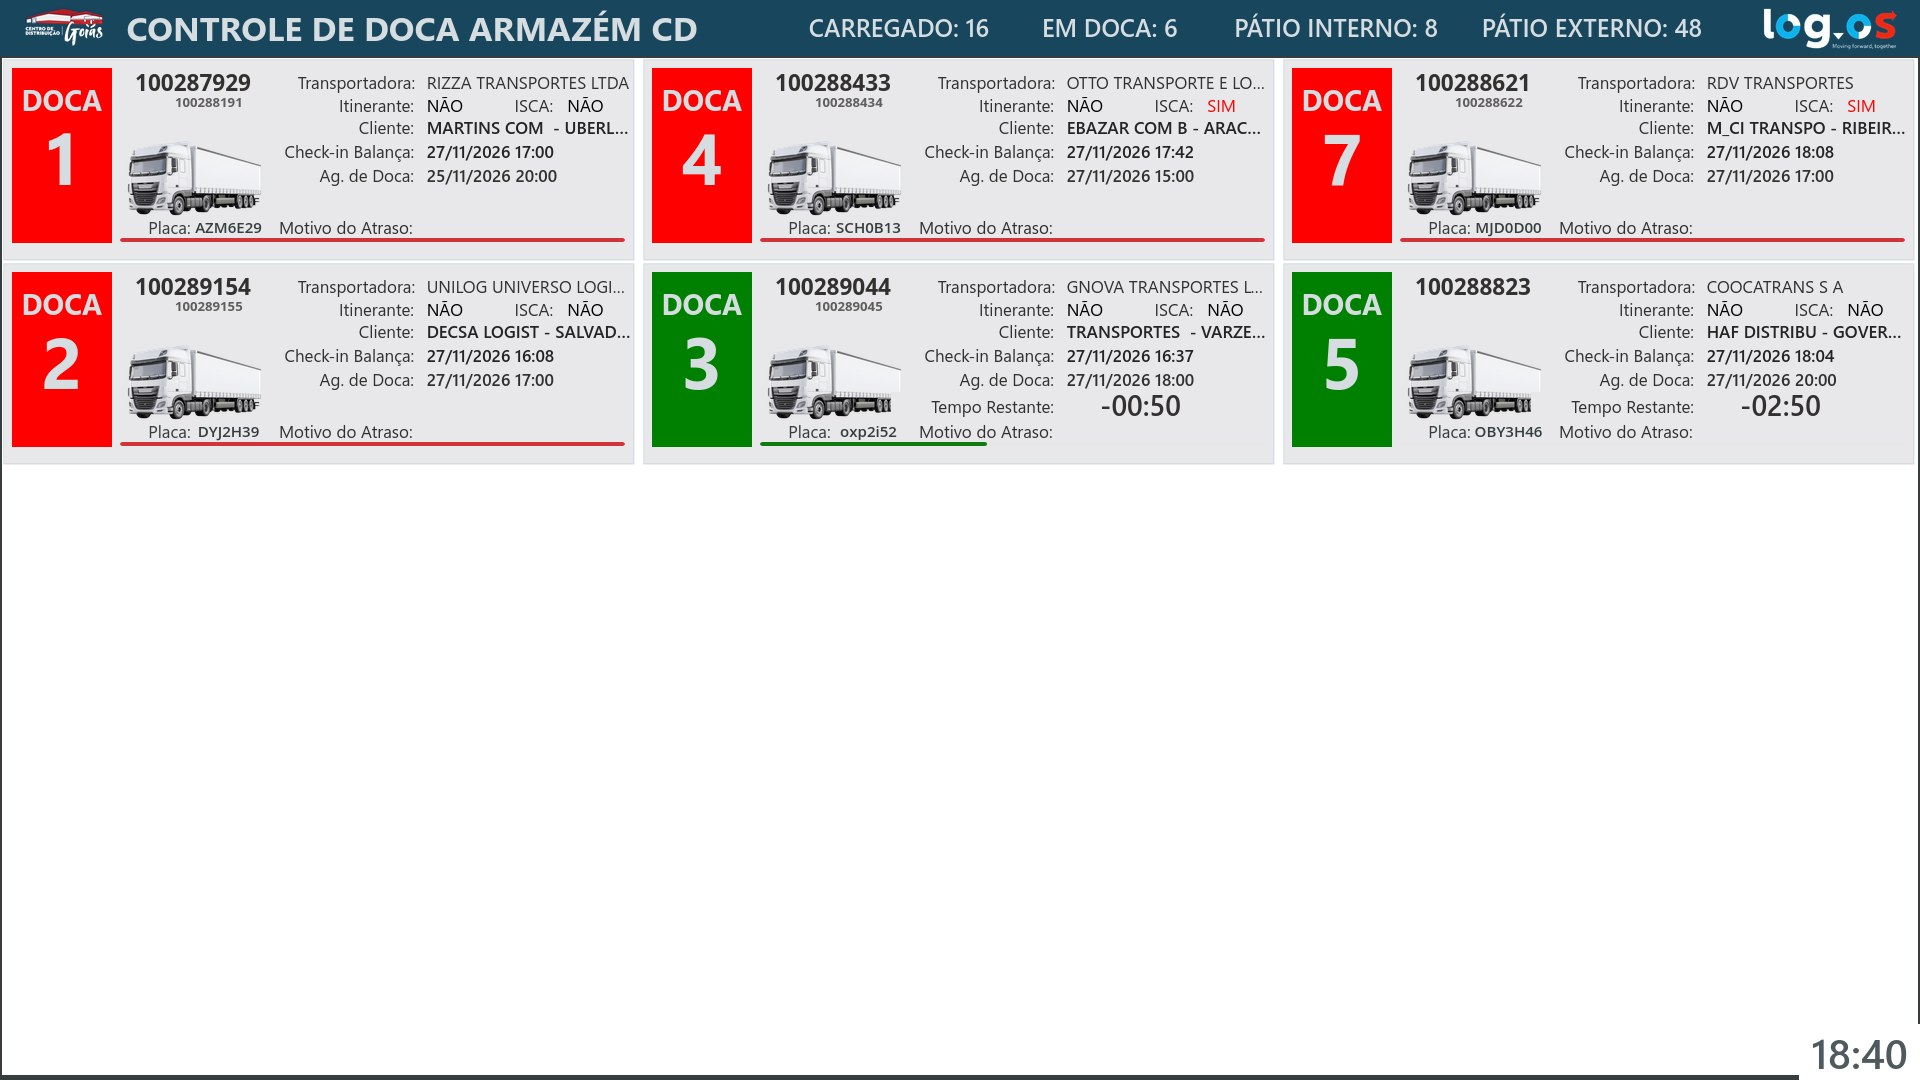 CENTRO DE
DISTRIBUIÇÃO
Goiás
CONTROLE DE DOCA ARMAZÉM CD
CARREGADO: 16
EM DOCA: 6
PÁTIO INTERNO: 8
PÁTIO EXTERNO: 48
log.os
Moving forward, together
DOCA
1
100287929
100288191
Transportadora: RIZZA TRANSPORTES LTDA
Itinerante: NÃO ISCA: NÃO
Cliente: MARTINS COM  - UBERL...
Check-in Balança: 27/11/2026 17:00
Ag. de Doca: 25/11/2026 20:00
Placa: AZM6E29 Motivo do Atraso:
DOCA
4
100288433
100288434
Transportadora: OTTO TRANSPORTE E LO...
Itinerante: NÃO ISCA: SIM
Cliente: EBAZAR COM B - ARAC...
Check-in Balança: 27/11/2026 17:42
Ag. de Doca: 27/11/2026 15:00
Placa: SCH0B13 Motivo do Atraso:
DOCA
7
100288621
100288622
Transportadora: RDV TRANSPORTES
Itinerante: NÃO ISCA: SIM
Cliente: M_CI TRANSPO - RIBEIR...
Check-in Balança: 27/11/2026 18:08
Ag. de Doca: 27/11/2026 17:00
Placa: MJD0D00 Motivo do Atraso:
DOCA
2
100289154
100289155
Transportadora: UNILOG UNIVERSO LOGI...
Itinerante: NÃO ISCA: NÃO
Cliente: DECSA LOGIST - SALVAD...
Check-in Balança: 27/11/2026 16:08
Ag. de Doca: 27/11/2026 17:00
Placa: DYJ2H39 Motivo do Atraso:
DOCA
3
100289044
100289045
Transportadora: GNOVA TRANSPORTES L...
Itinerante: NÃO ISCA: NÃO
Cliente: TRANSPORTES  - VARZE...
Check-in Balança: 27/11/2026 16:37
Ag. de Doca: 27/11/2026 18:00
Tempo Restante: -00:50
Placa: oxp2i52 Motivo do Atraso:
DOCA
5
100288823
Transportadora: COOCATRANS S A
Itinerante: NÃO ISCA: NÃO
Cliente: HAF DISTRIBU - GOVER...
Check-in Balança: 27/11/2026 18:04
Ag. de Doca: 27/11/2026 20:00
Tempo Restante: -02:50
Placa: OBY3H46 Motivo do Atraso:
18:40